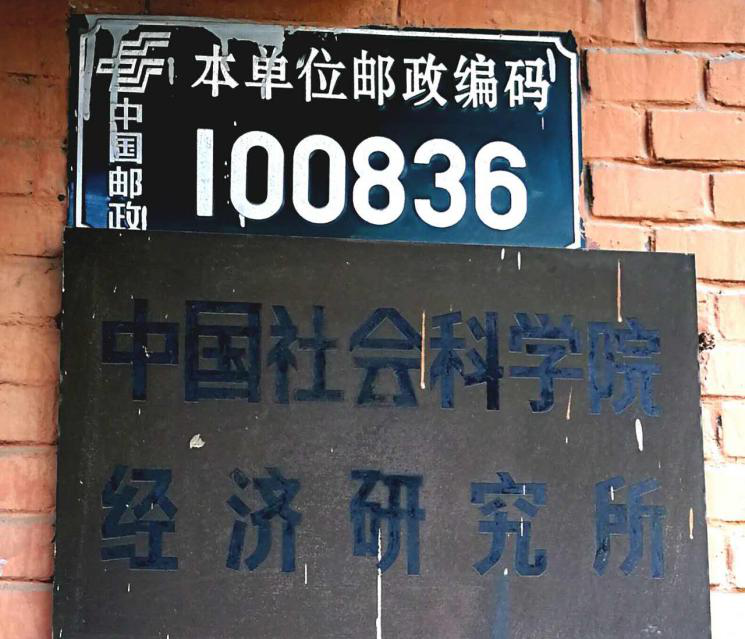 中国邮政
本单位邮政编码
100836
中国社会科学院
经济研究所